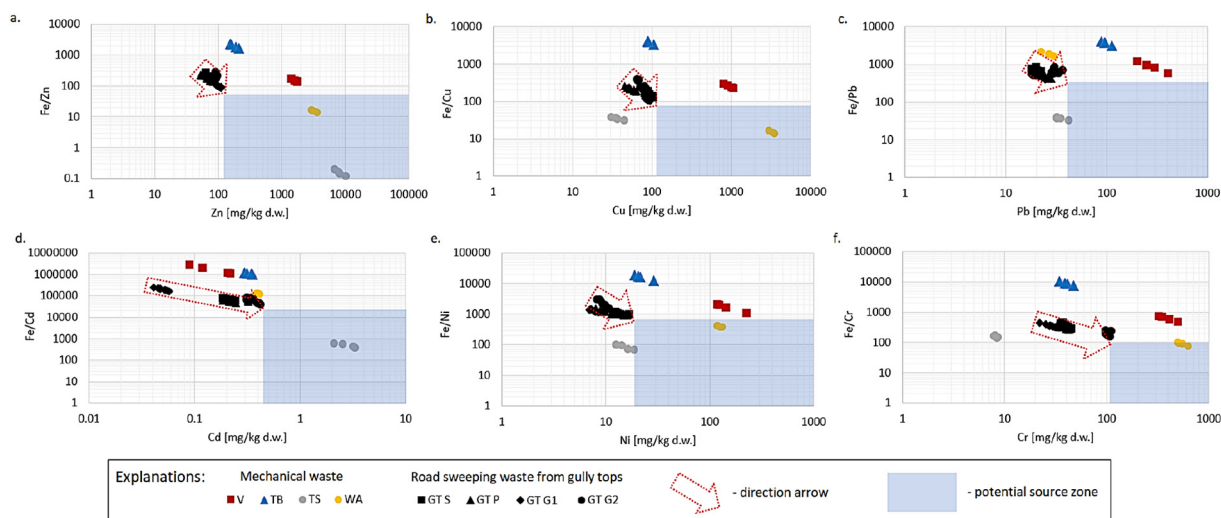 a.
10000
1000
100
10
1
0.1
Fe/Zn
1
10
100
1000
10000
100000
Zn [mg/kg d.w.]
b.
10000
1000
100
10
1
Fe/Cu
1
10
100
1000
10000
Cu [mg/kg d.w.]
c.
10000
1000
100
10
1
Fe/Pb
1
10
100
1000
Pb [mg/kg d.w.]
d.
10000000
1000000
100000
10000
1000
100
10
1
Fe/Cd
0.01
0.1
1
10
Cd [mg/kg d.w.]
e.
100000
10000
1000
100
10
1
Fe/Ni
1
10
100
1000
Ni [mg/kg d.w.]
f.
100000
10000
1000
100
10
1
Fe/Cr
1
10
100
1000
Cr [mg/kg d.w.]
Explanations:
Mechanical waste
V TB TS WA
Road sweeping waste from gully tops
GT S GT P GT G1 GT G2
- direction arrow
- potential source zone